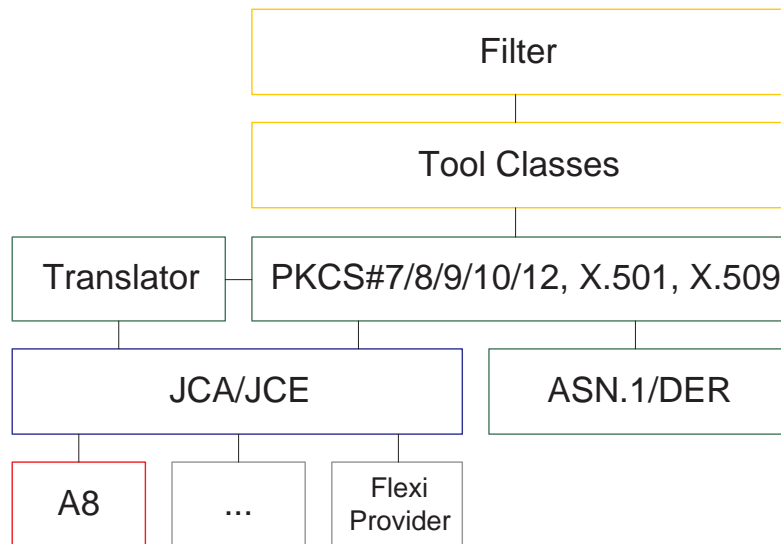 Filter
Tool Classes
Translator
PKCS#7/8/9/10/12, X.501, X.509
JCA/JCE
ASN.1/DER
A8
...
Flexi
Provider